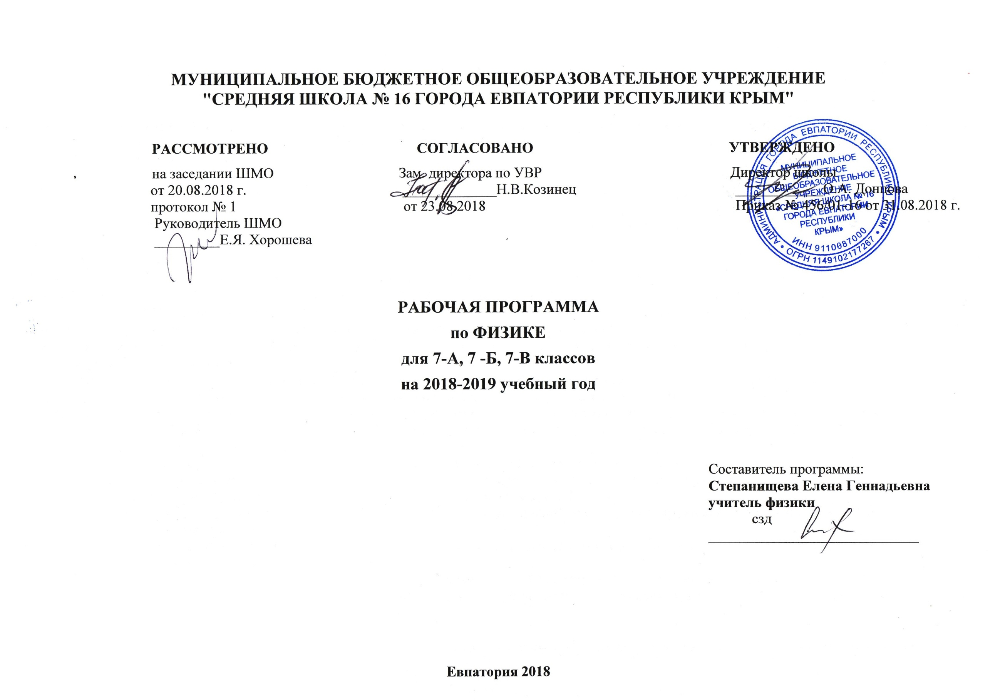 МУНИЦИПАЛЬНОЕ БЮДЖЕТНОЕ ОБЩЕОБРАЗОВАТЕЛЬНОЕ УЧРЕЖДЕНИЕ
"СРЕДНЯЯ ШКОЛА № 16 ГОРОДА ЕВПАТОРИИ РЕСПУБЛИКИ КРЫМ"
РАССМОТРЕНО
на заседании ШМО
от 20.08.2018 г.
протокол № 1
Руководитель ШМО
Е.Я. Хорошева
СОГЛАСОВАНО
Зам. директора по УВР
Н.В.Козинец
от 23.08.2018
УТВЕРЖДЕНО
Директор школы
О.А. Донцова
Приказ № 456/01-16 от 31.08.2018 г.
АДМИНИСТРАЦИЯ ГОРОДА ЕВПАТОРИИ РЕСПУБЛИКИ КРЫМ •
• ОГРН 1149102177267
МУНИЦИПАЛЬНОЕ
БЮДЖЕТНОЕ
ОБЩЕОБРАЗОВАТЕЛЬНОЕ
УЧРЕЖДЕНИЕ
«СРЕДНЯЯ ШКОЛА № 16
ГОРОДА ЕВПАТОРИИ
РЕСПУБЛИКИ
КРЫМ»
ИНН 9110087000
РАБОЧАЯ ПРОГРАММА
по ФИЗИКЕ
для 7-А, 7 -Б, 7-В классов
на 2018-2019 учебный год
Составитель программы:
Степанищева Елена Геннадьевна
учитель физики
сзд
Евпатория 2018